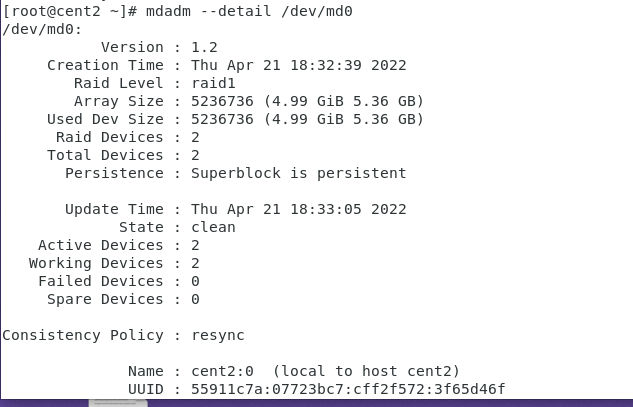 [root@cent2 ~]# mdadm --detail /dev/md0
/dev/md0:
Version : 1.2
Creation Time : Thu Apr 21 18:32:39 2022
Raid Level : raid1
Array Size : 5236736 (4.99 GiB 5.36 GB)
Used Dev Size : 5236736 (4.99 GiB 5.36 GB)
Raid Devices : 2
Total Devices : 2
Persistence : Superblock is persistent
Update Time : Thu Apr 21 18:33:05 2022
State : clean
Active Devices : 2
Working Devices : 2
Failed Devices : 0
Spare Devices : 0
Consistency Policy : resync
Name : cent2:0  (local to host cent2)
UUID : 55911c7a:07723bc7:cff2f572:3f65d46f